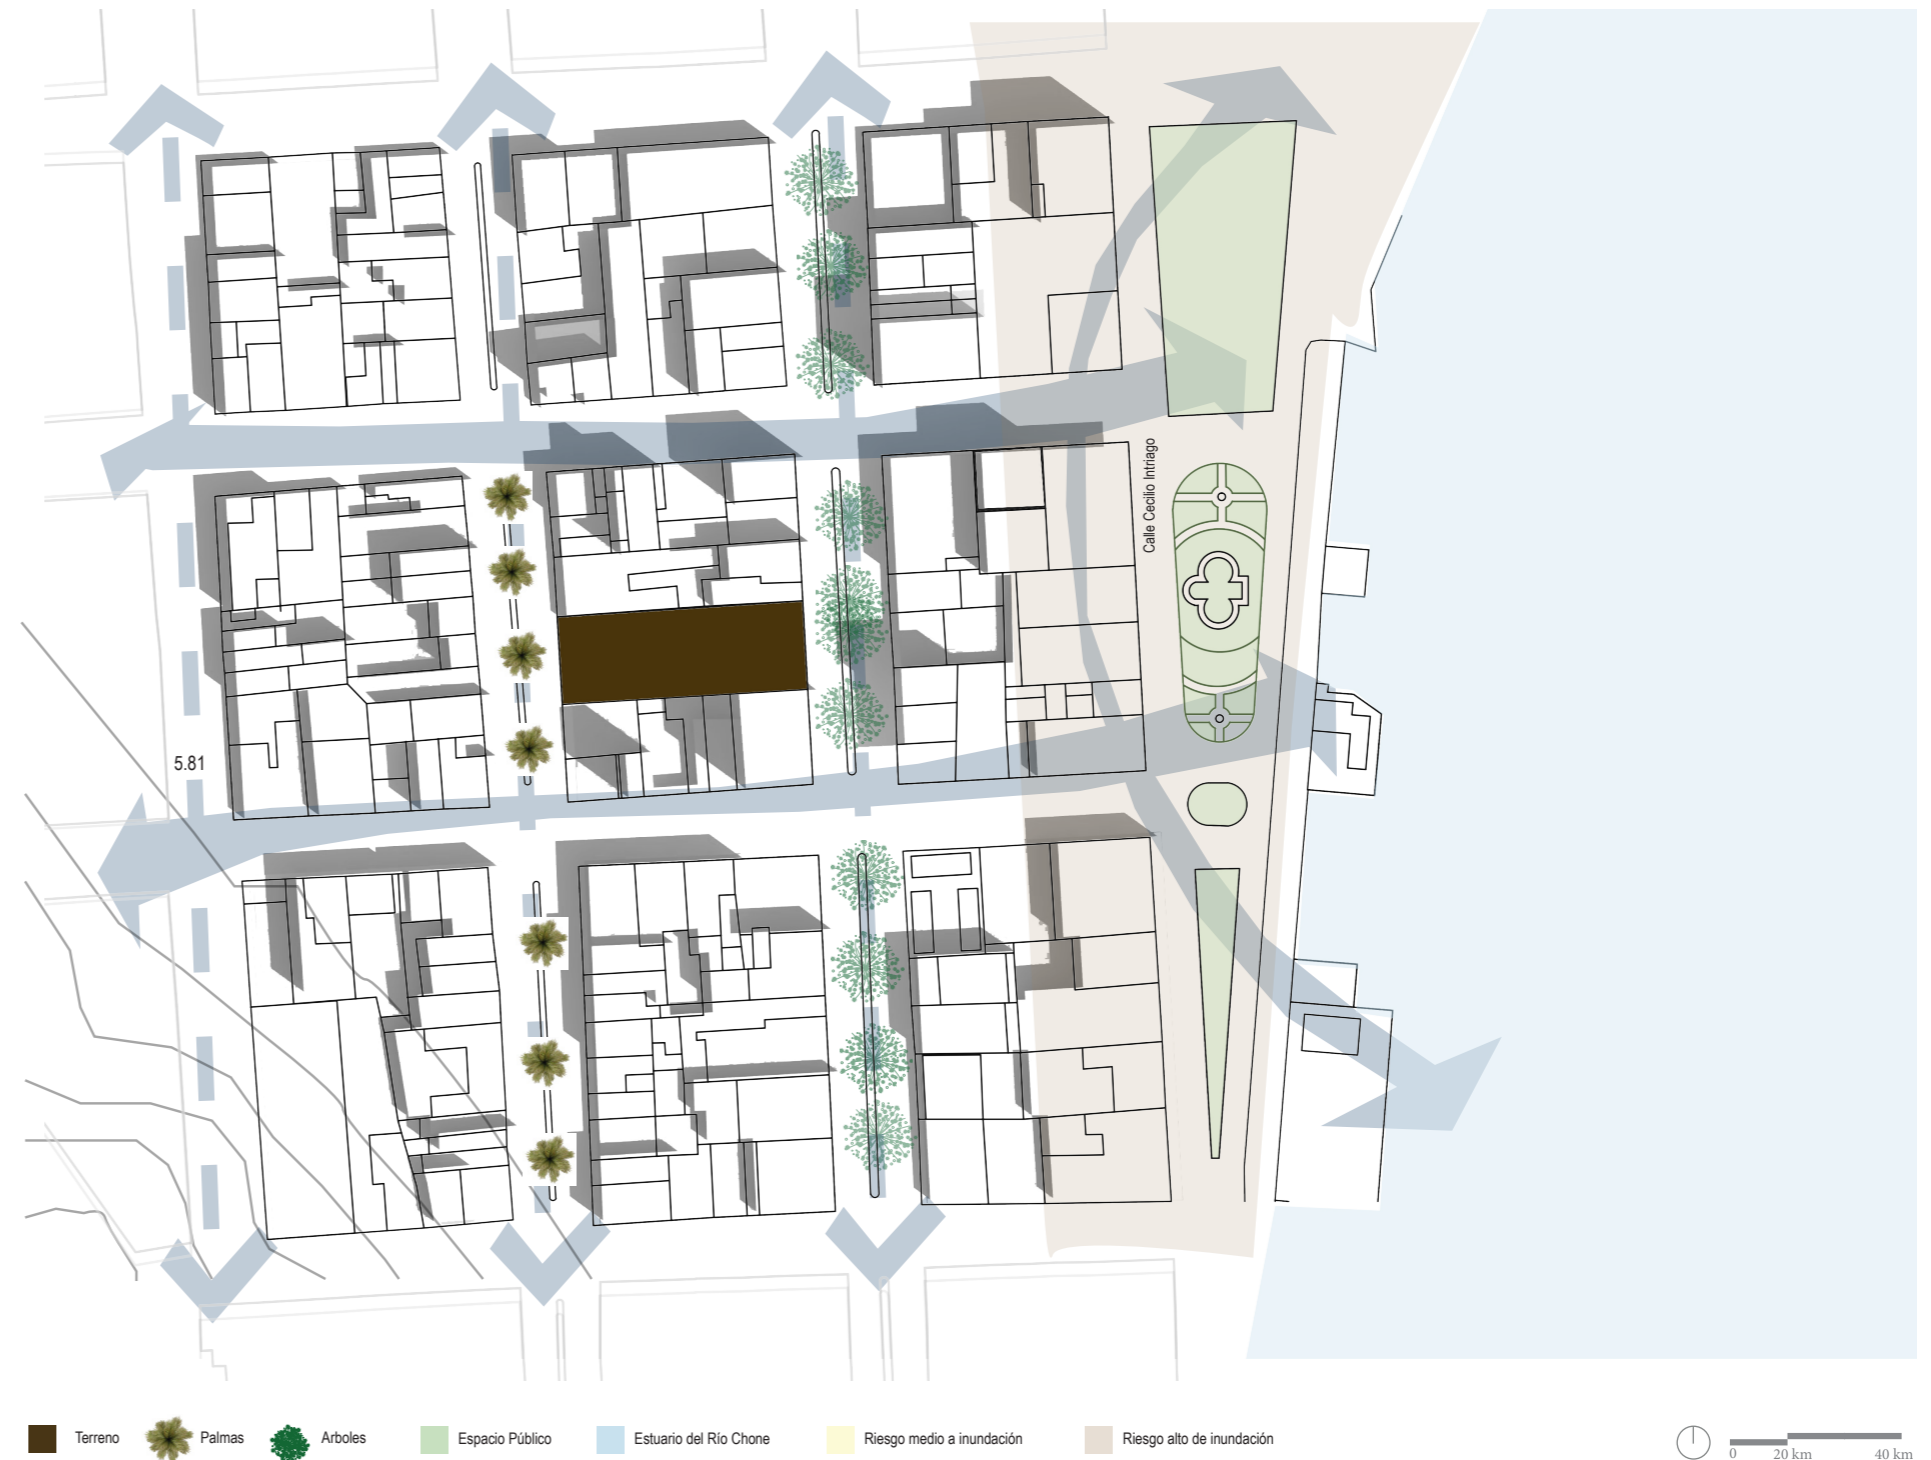 Calle Cecilio Intriago
5.81
Terreno
Palmas
Arboles
Espacio Público
Estuario del Río Chone
Riesgo medio a inundación
Riesgo alto de inundación
0 20 km 40 km